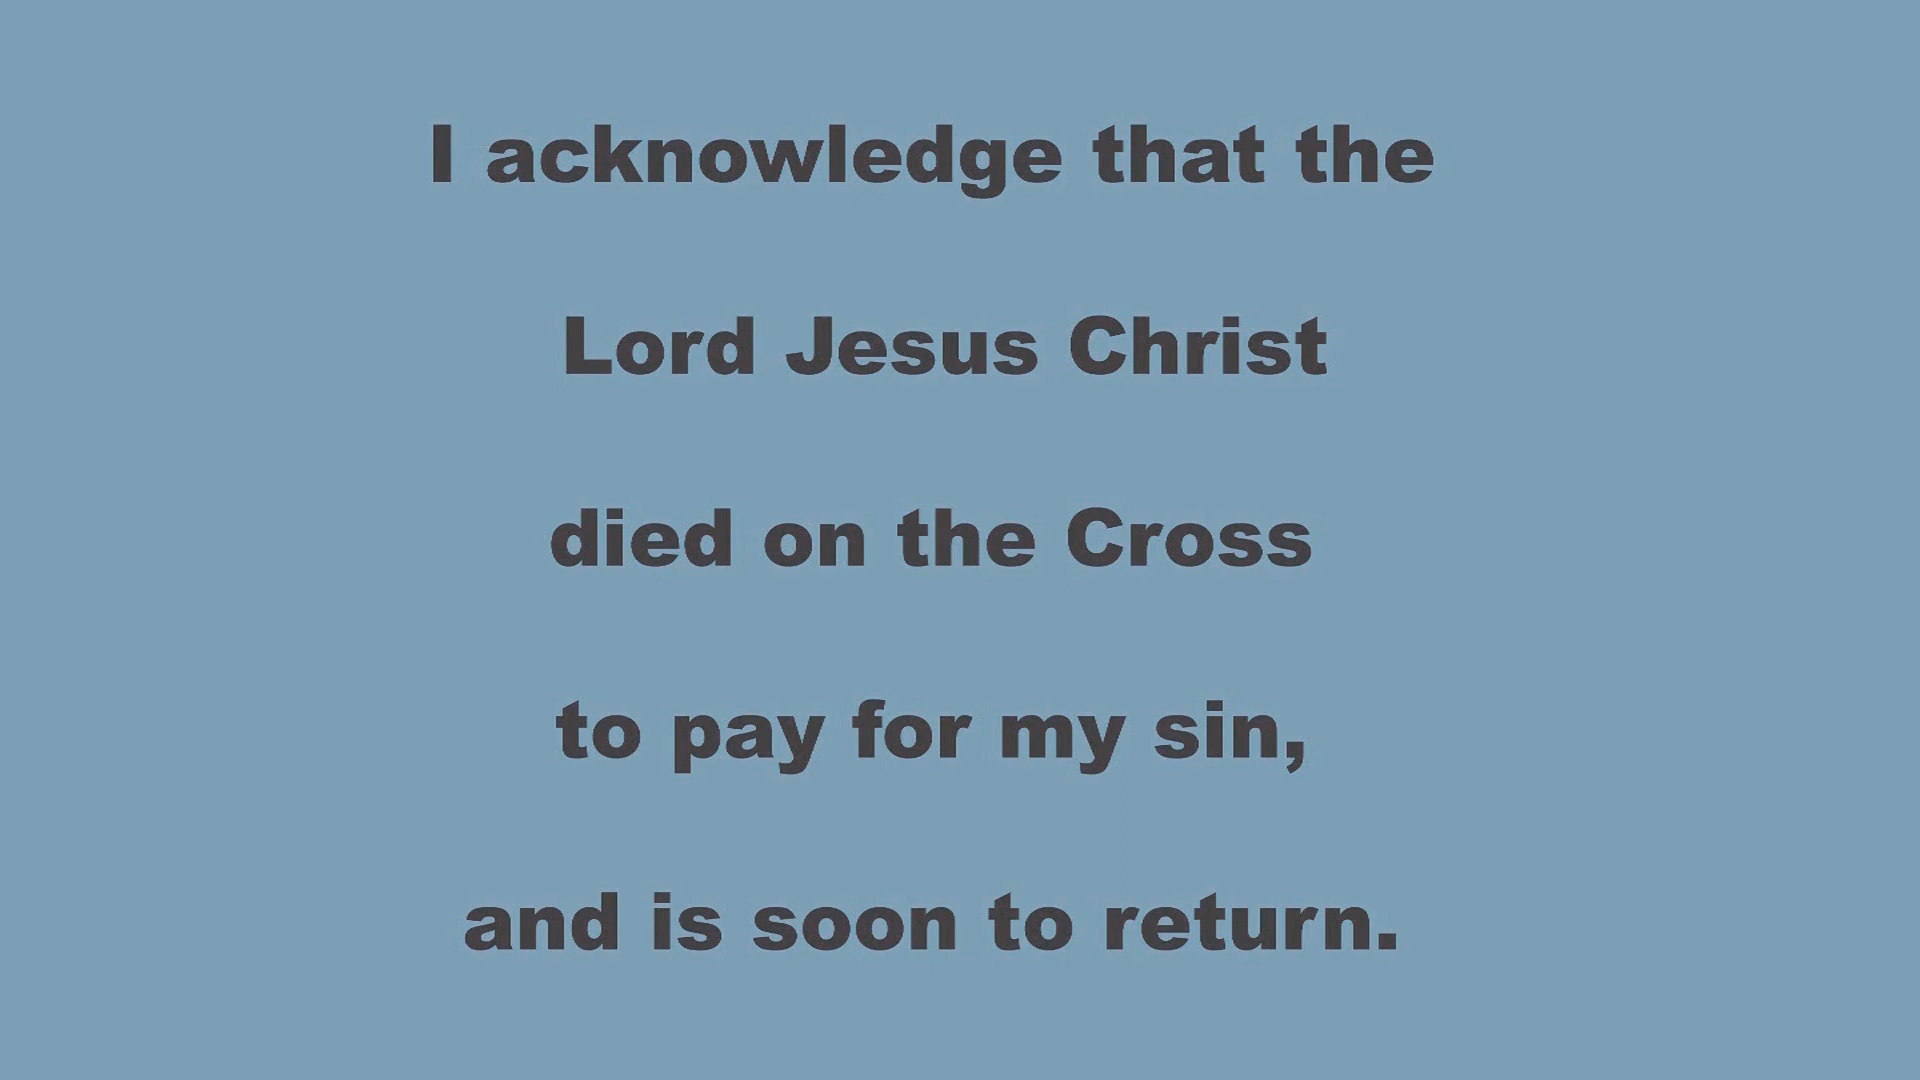 I acknowledge that the
Lord Jesus Christ
died on the Cross
to pay for my sin,
and is soon to return.